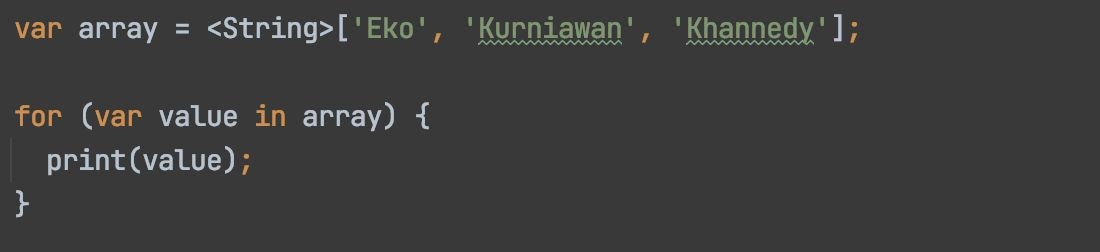 var array = <String>['Eko', 'Kurniawan', 'Khannedy'];
for (var value in array) {
print(value);
}